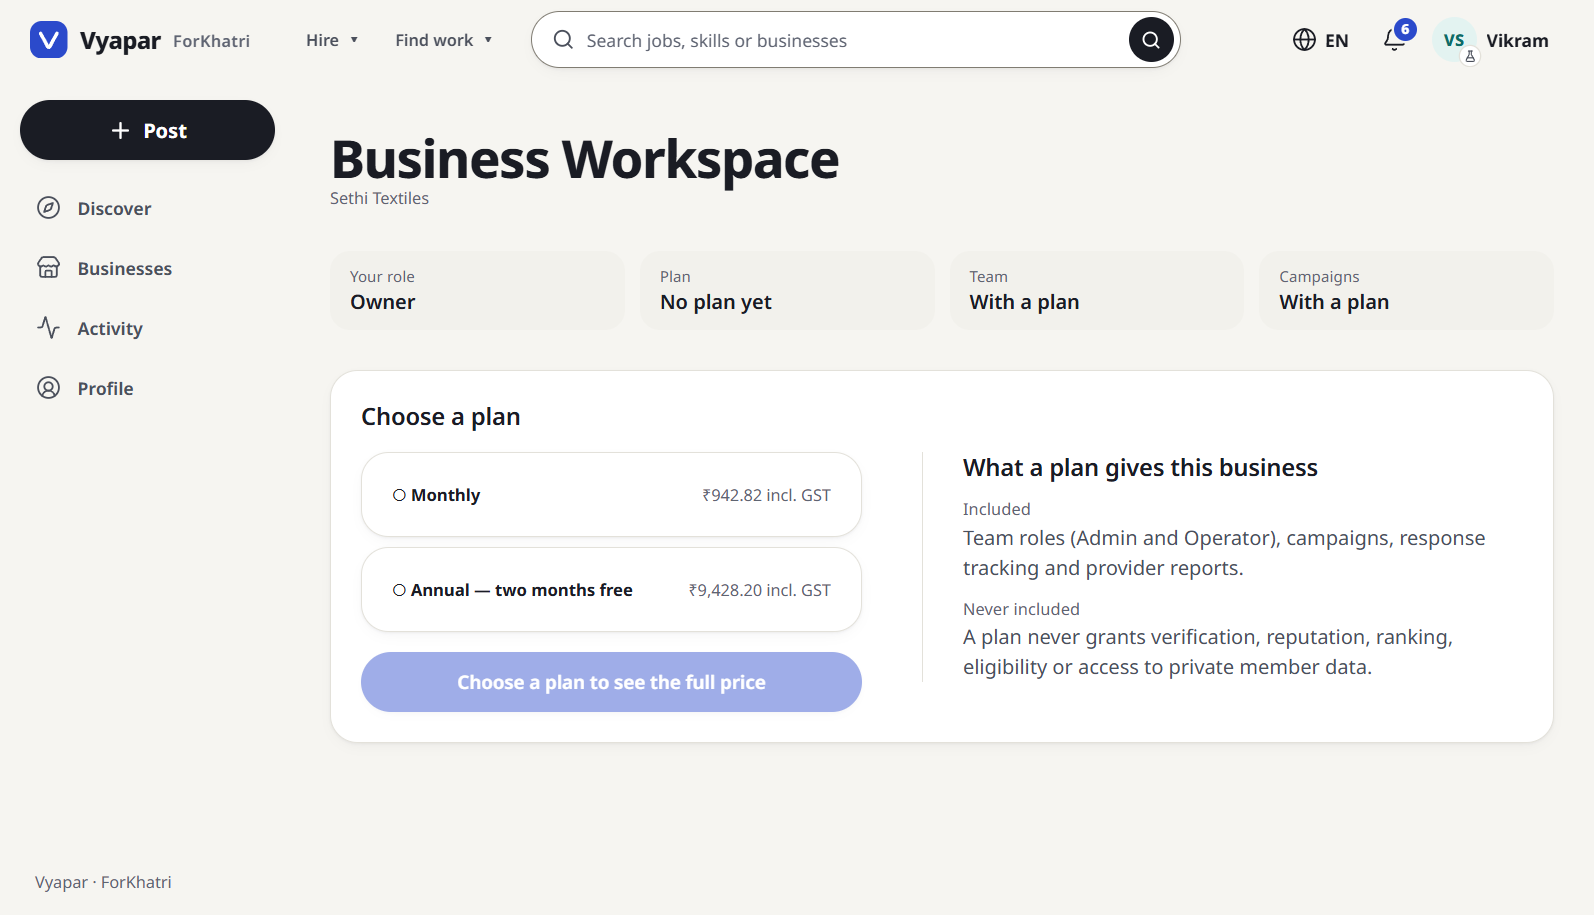 Vyapar ForKhatri
Hire
Find work
Search jobs, skills or businesses
EN
6
VS
Vikram
Post
Discover
Businesses
Activity
Profile
Business Workspace
Sethi Textiles
Your role
Owner
Plan
No plan yet
Team
With a plan
Campaigns
With a plan
Choose a plan
Monthly ₹942.82 incl. GST
Annual — two months free ₹9,428.20 incl. GST
Choose a plan to see the full price
What a plan gives this business
Included
Team roles (Admin and Operator), campaigns, response
tracking and provider reports.
Never included
A plan never grants verification, reputation, ranking,
eligibility or access to private member data.
Vyapar · ForKhatri